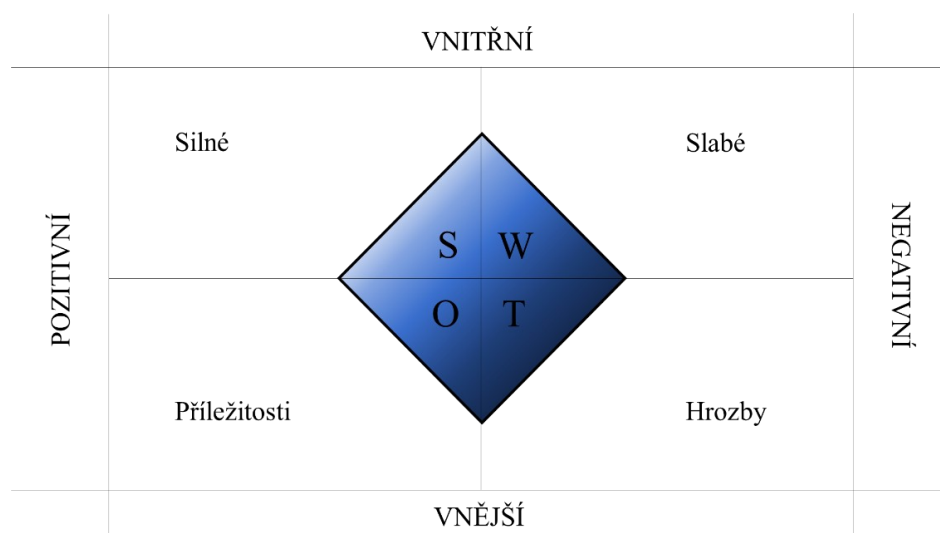 VNITŘNÍ
Silné
Slabé
POZITIVNÍ
S W
O T
NEGATIVNÍ
Příležitosti
Hrozby
VNĚJŠÍ